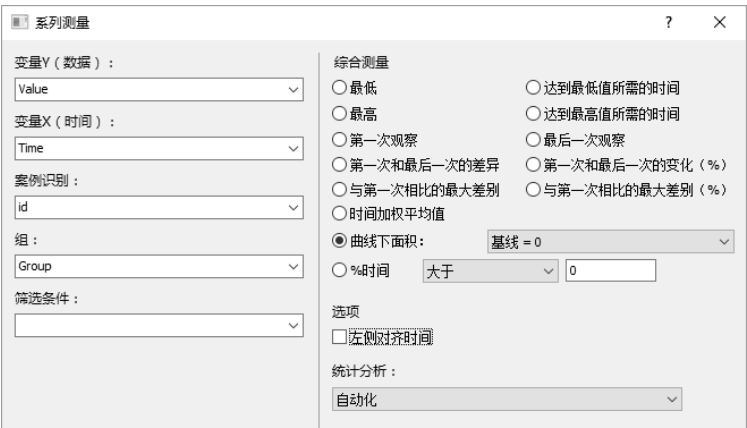 系列测量
?
变量Y（数据）：
Value
变量X（时间）：
Time
案例识别：
id
组：
Group
筛选条件：
综合测量
最低
达到最低值所需的时间
最高
达到最高值所需的时间
第一次观察
最后一次观察
第一次和最后一次的差异
第一次和最后一次的变化（%）
与第一次相比的最大差别
与第一次相比的最大差别（%）
时间加权平均值
曲线下面积：
基线 = 0
%时间
大于
0
选项
左侧对齐时间
统计分析：
自动化